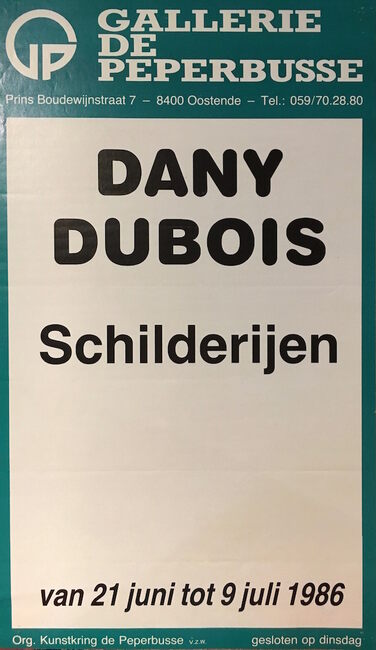 GALLERIE
DE
PEPERBUSSE
Prins Boudewijnstraat 7 – 8400 Oostende – Tel.: 059/70.28.80
DANY
DUBOIS
Schilderijen
van 21 juni tot 9 juli 1986
Org. Kunstkring de Peperbusse v.z.w. gesloten op dinsdag